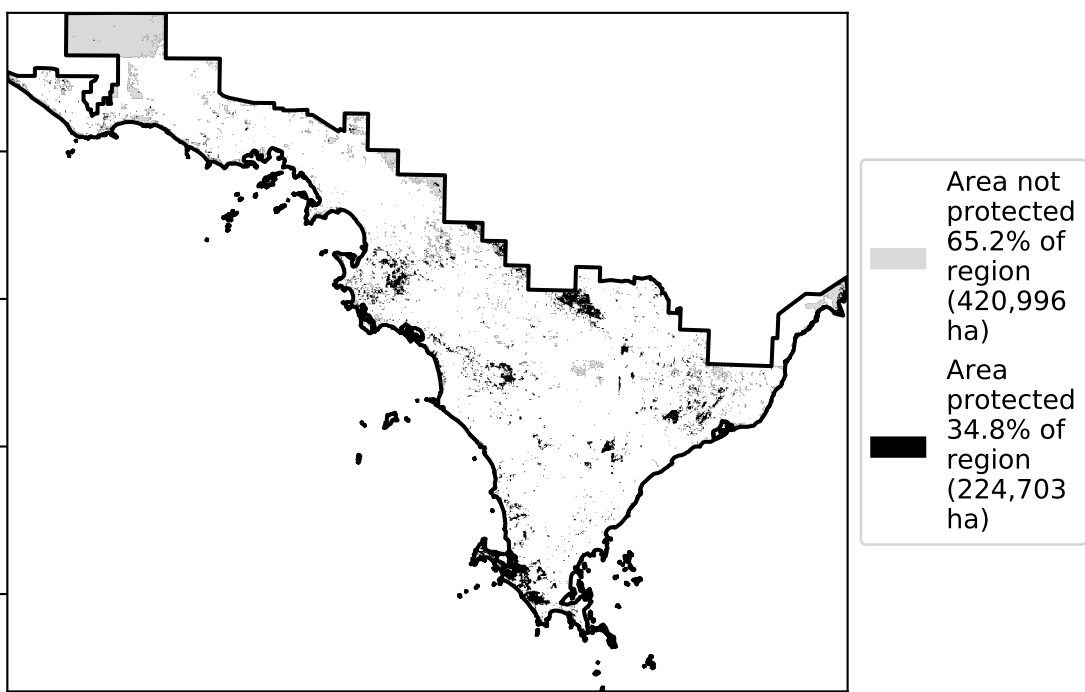 Area not
protected
65.2% of
region
(420,996
ha)
Area
protected
34.8% of
region
(224,703
ha)